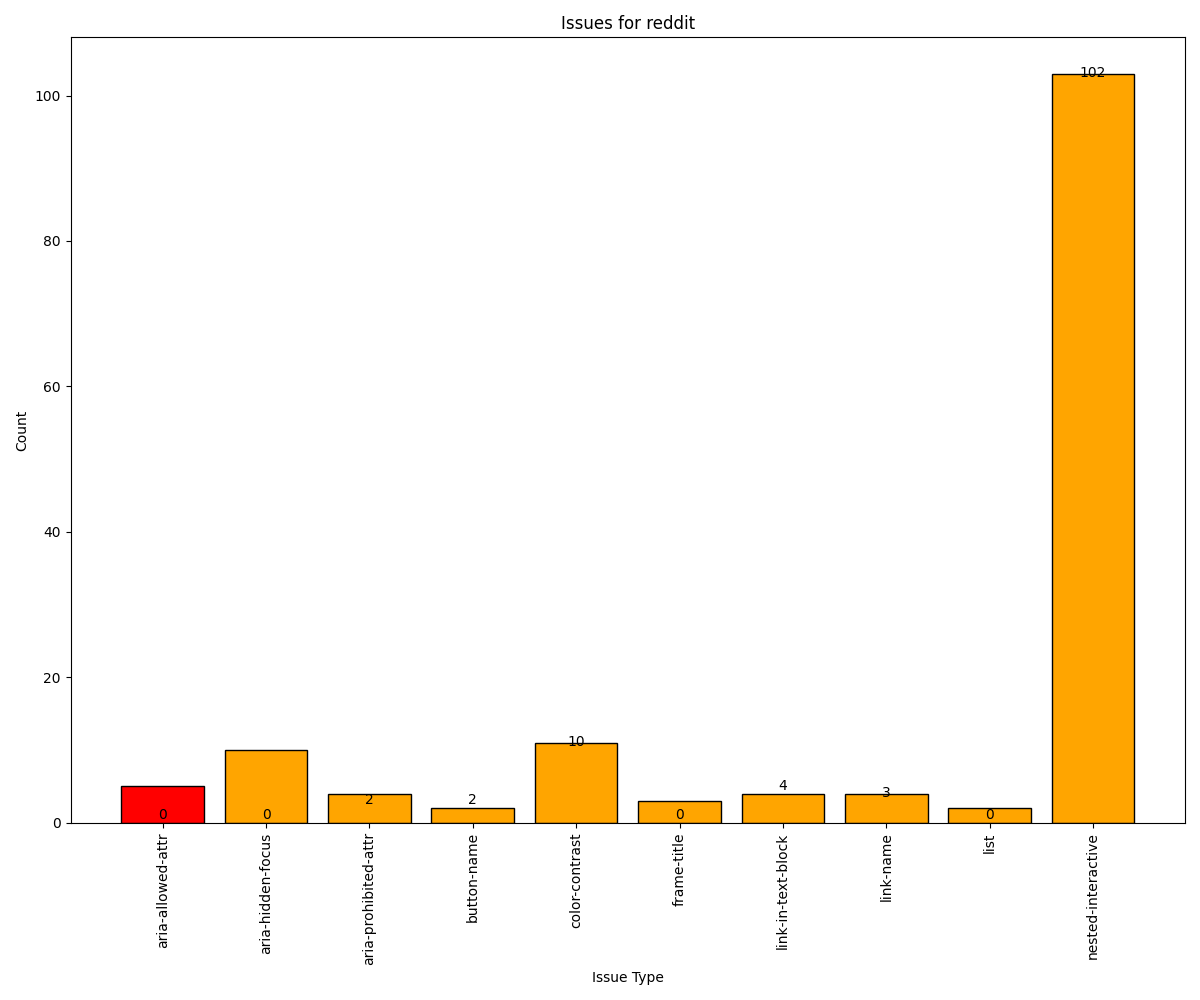 Issues for reddit
Count
100
80
60
40
20
0
0
0
2
2
10
0
4
3
0
102
aria-allowed-attr
aria-hidden-focus
aria-prohibited-attr
button-name
color-contrast
frame-title
link-in-text-block
link-name
list
nested-interactive
Issue Type